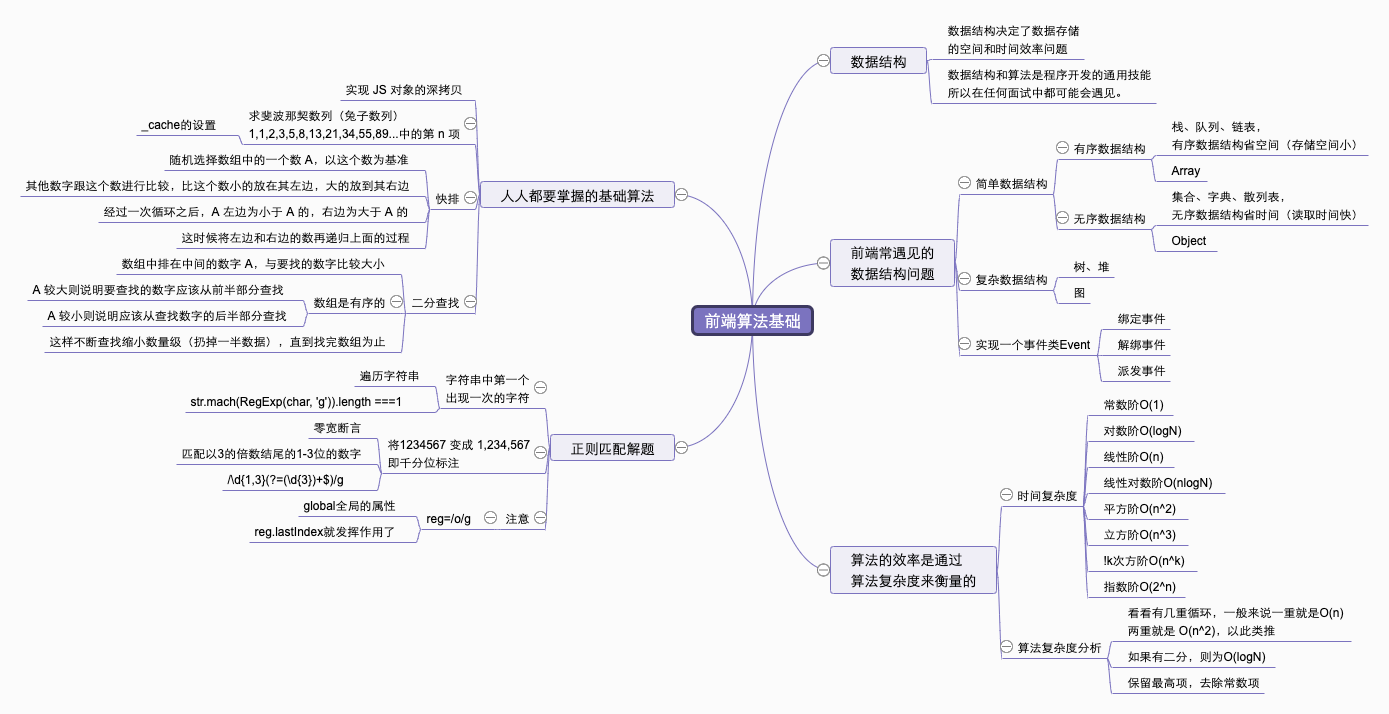 前端算法基础
数据结构
数据结构决定了数据存储
的空间和时间效率问题
数据结构和算法是程序开发的通用技能
所以在任何面试中都可能会遇见。
前端常遇见的
数据结构问题
简单数据结构
有序数据结构
栈、队列、链表，
有序数据结构省空间（存储空间小）
Array
无序数据结构
集合、字典、散列表，
无序数据结构省时间（读取时间快）
Object
复杂数据结构
树、堆
图
实现一个事件类Event
绑定事件
解绑事件
派发事件
算法的效率是通过
算法复杂度来衡量的
时间复杂度
常数阶O(1)
对数阶O(logN)
线性阶O(n)
线性对数阶O(nlogN)
平方阶O(n^2)
立方阶O(n^3)
!k次方阶O(n^k)
指数阶O(2^n)
算法复杂度分析
看看有几重循环，一般来说一重就是O(n)
两重就是 O(n^2)，以此类推
如果有二分，则为O(logN)
保留最高项，去除常数项
人人都要掌握的基础算法
实现 JS 对象的深拷贝
求斐波那契数列（兔子数列）
1,1,2,3,5,8,13,21,34,55,89...中的第 n 项
_cache的设置
快排
随机选择数组中的一个数 A，以这个数为基准
其他数字跟这个数进行比较，比这个数小的放在其左边，大的放到其右边
经过一次循环之后，A 左边为小于 A 的，右边为大于 A 的
这时候将左边和右边的数再递归上面的过程
二分查找
数组是有序的
数组中排在中间的数字 A，与要找的数字比较大小
A 较大则说明要查找的数字应该从前半部分查找
A 较小则说明应该从查找数字的后半部分查找
这样不断查找缩小数量级（扔掉一半数据），直到找完数组为止
正则匹配解题
字符串中第一个
出现一次的字符
遍历字符串
str.mach(RegExp(char, 'g')).length ===1
将1234567 变成 1,234,567
即千分位标注
零宽断言
匹配以3的倍数结尾的1-3位的数字
/\d{1,3}(?=(\d{3})+$)/g
注意
reg=/o/g
global全局的属性
reg.lastIndex就发挥作用了